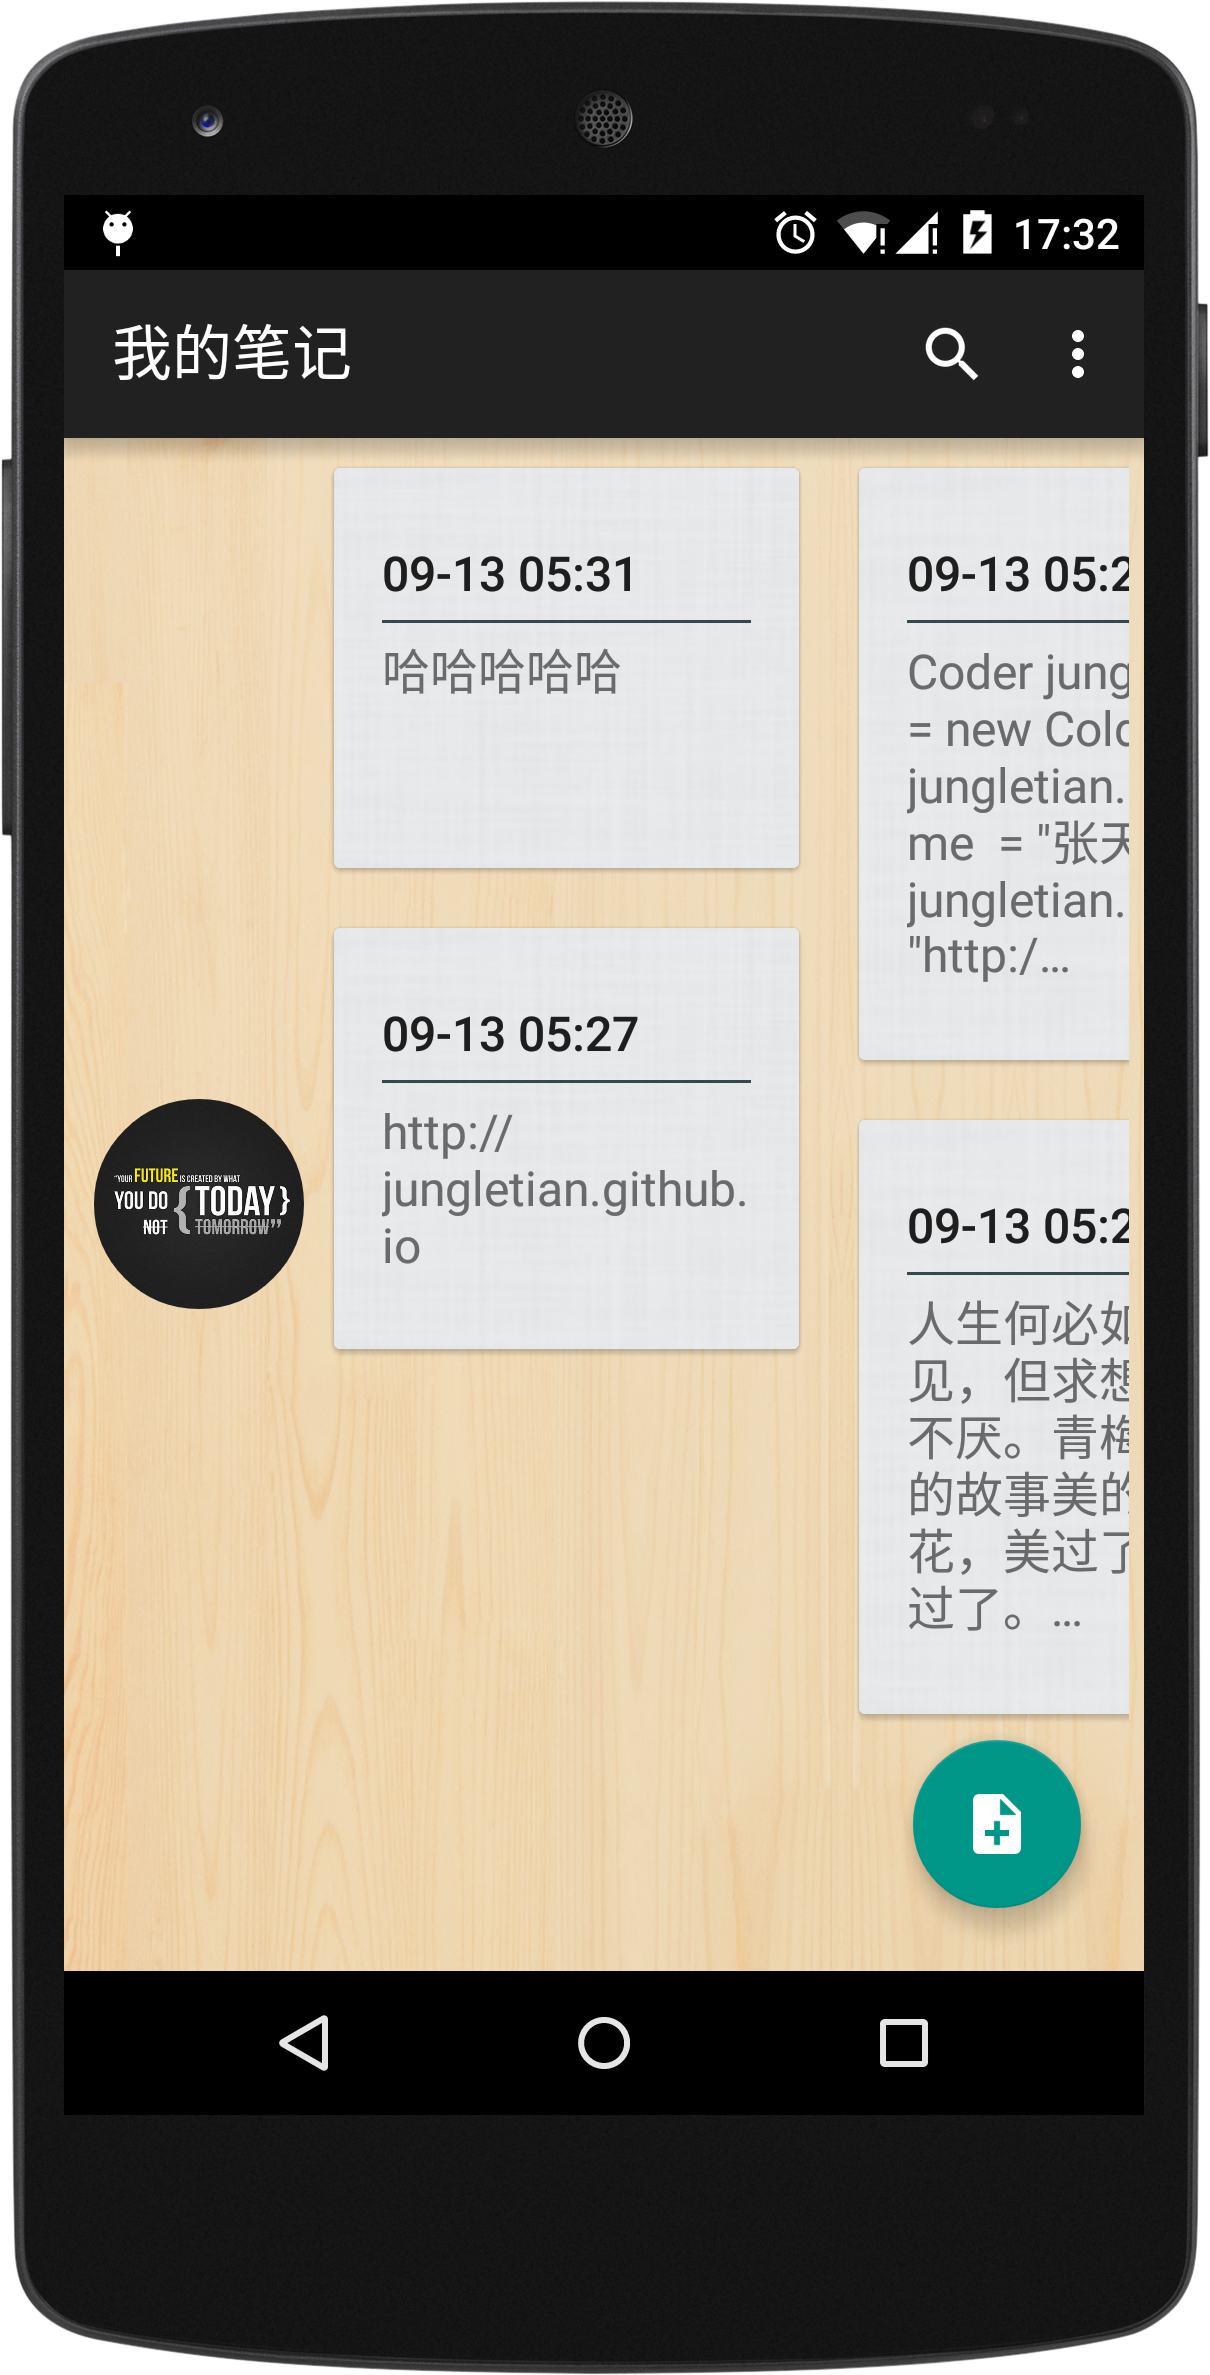 17:32
我的笔记
09-13 05:31
哈哈哈哈哈
09-13 05:27
http://
jungletian.github.
io
09-13 05:2
Coder jung
= new Colo
jungletian.
me = "张天
jungletian.
"http:/...
09-13 05:2
人生何必如
见，但求想
不厌。青梅
的故事美的
花，美过了
过了。...
"YOUR FUTURE IS CREATED BY WHAT
YOU DO { TODAY }
NOT TOMORROW"